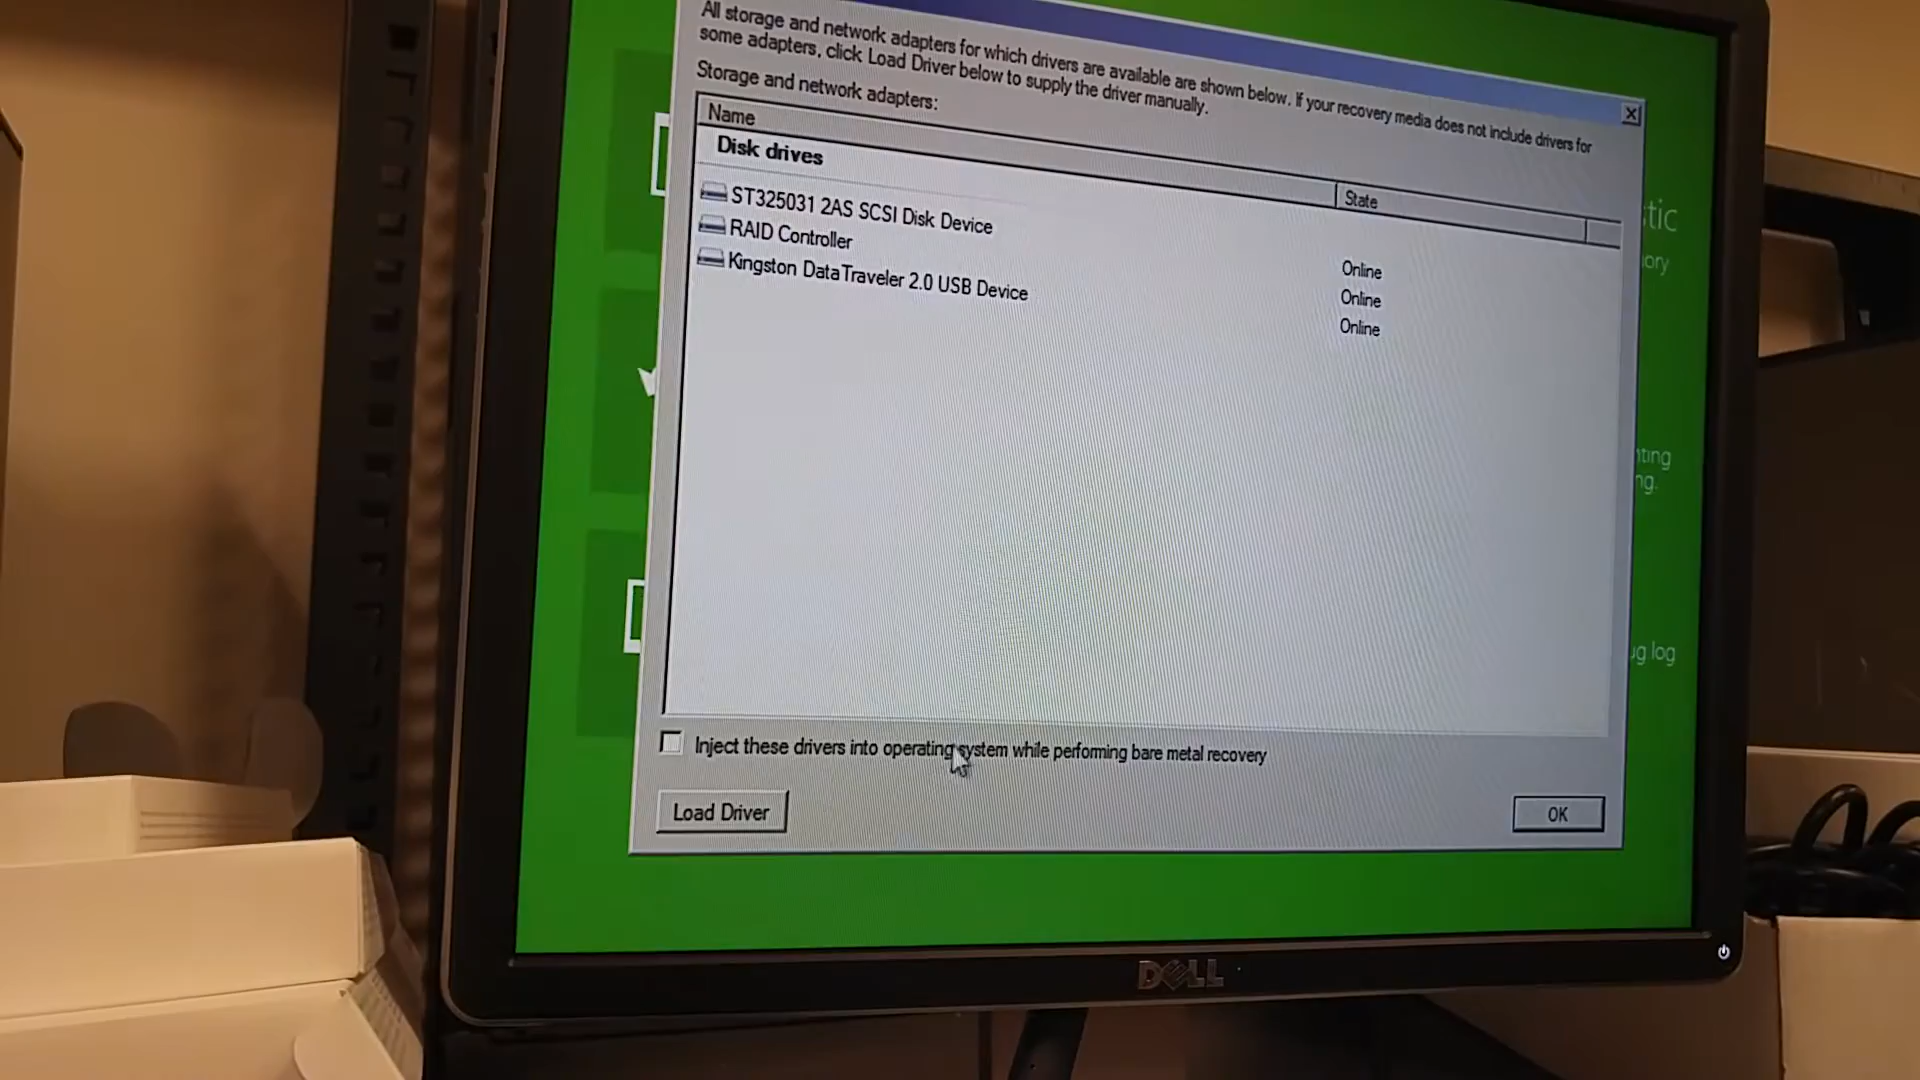 All storage and network adapters for which drivers are available are shown below. If your recovery media does not include drivers for
some adapters, click Load Driver below to supply the driver manually.
Storage and network adapters:
Name
State
Disk drives
ST325031 2AS SCSI Disk Device
Online
RAID Controller
Online
Kingston DataTraveler 2.0 USB Device
Online
Inject these drivers into operating system while performing bare metal recovery
Load Driver
OK
DELL